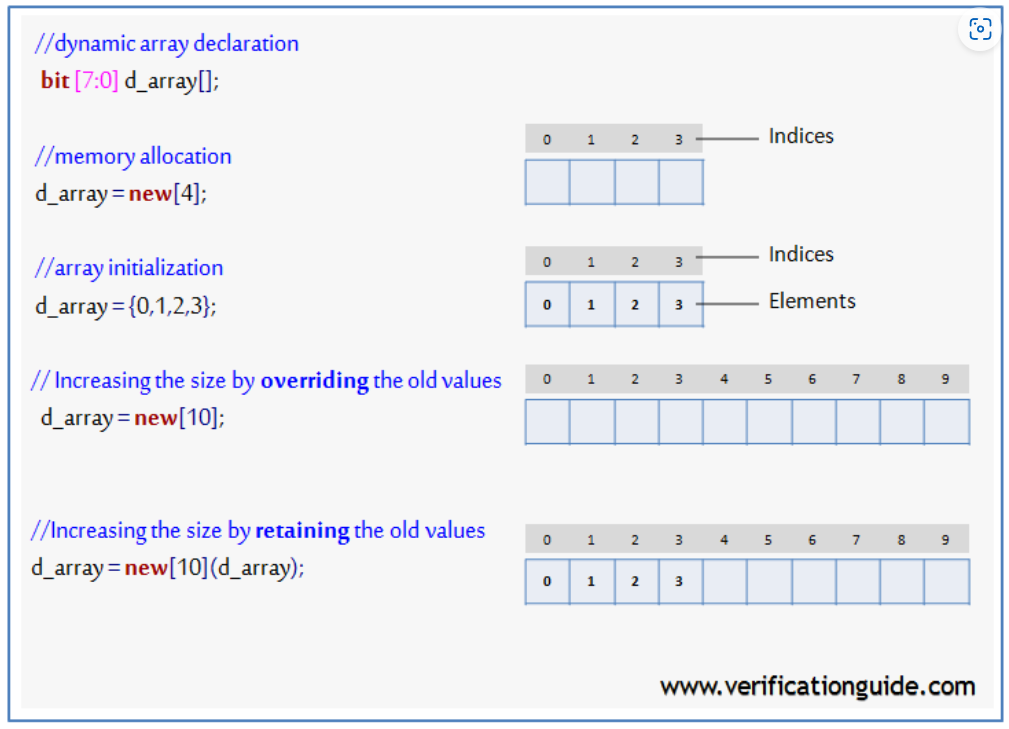 //dynamic array declaration
bit [7:0] d_array[];
0 1 2 3 Indices
//memory allocation
d_array = new[4];
//array initialization
d_array = {0,1,2,3};
0 1 2 3 Indices
0 1 2 3 Elements
// Increasing the size by overriding the old values
d_array = new[10];
0 1 2 3 4 5 6 7 8 9
//Increasing the size by retaining the old values
d_array = new[10](d_array);
0 1 2 3 4 5 6 7 8 9
0 1 2 3
www.verificationguide.com